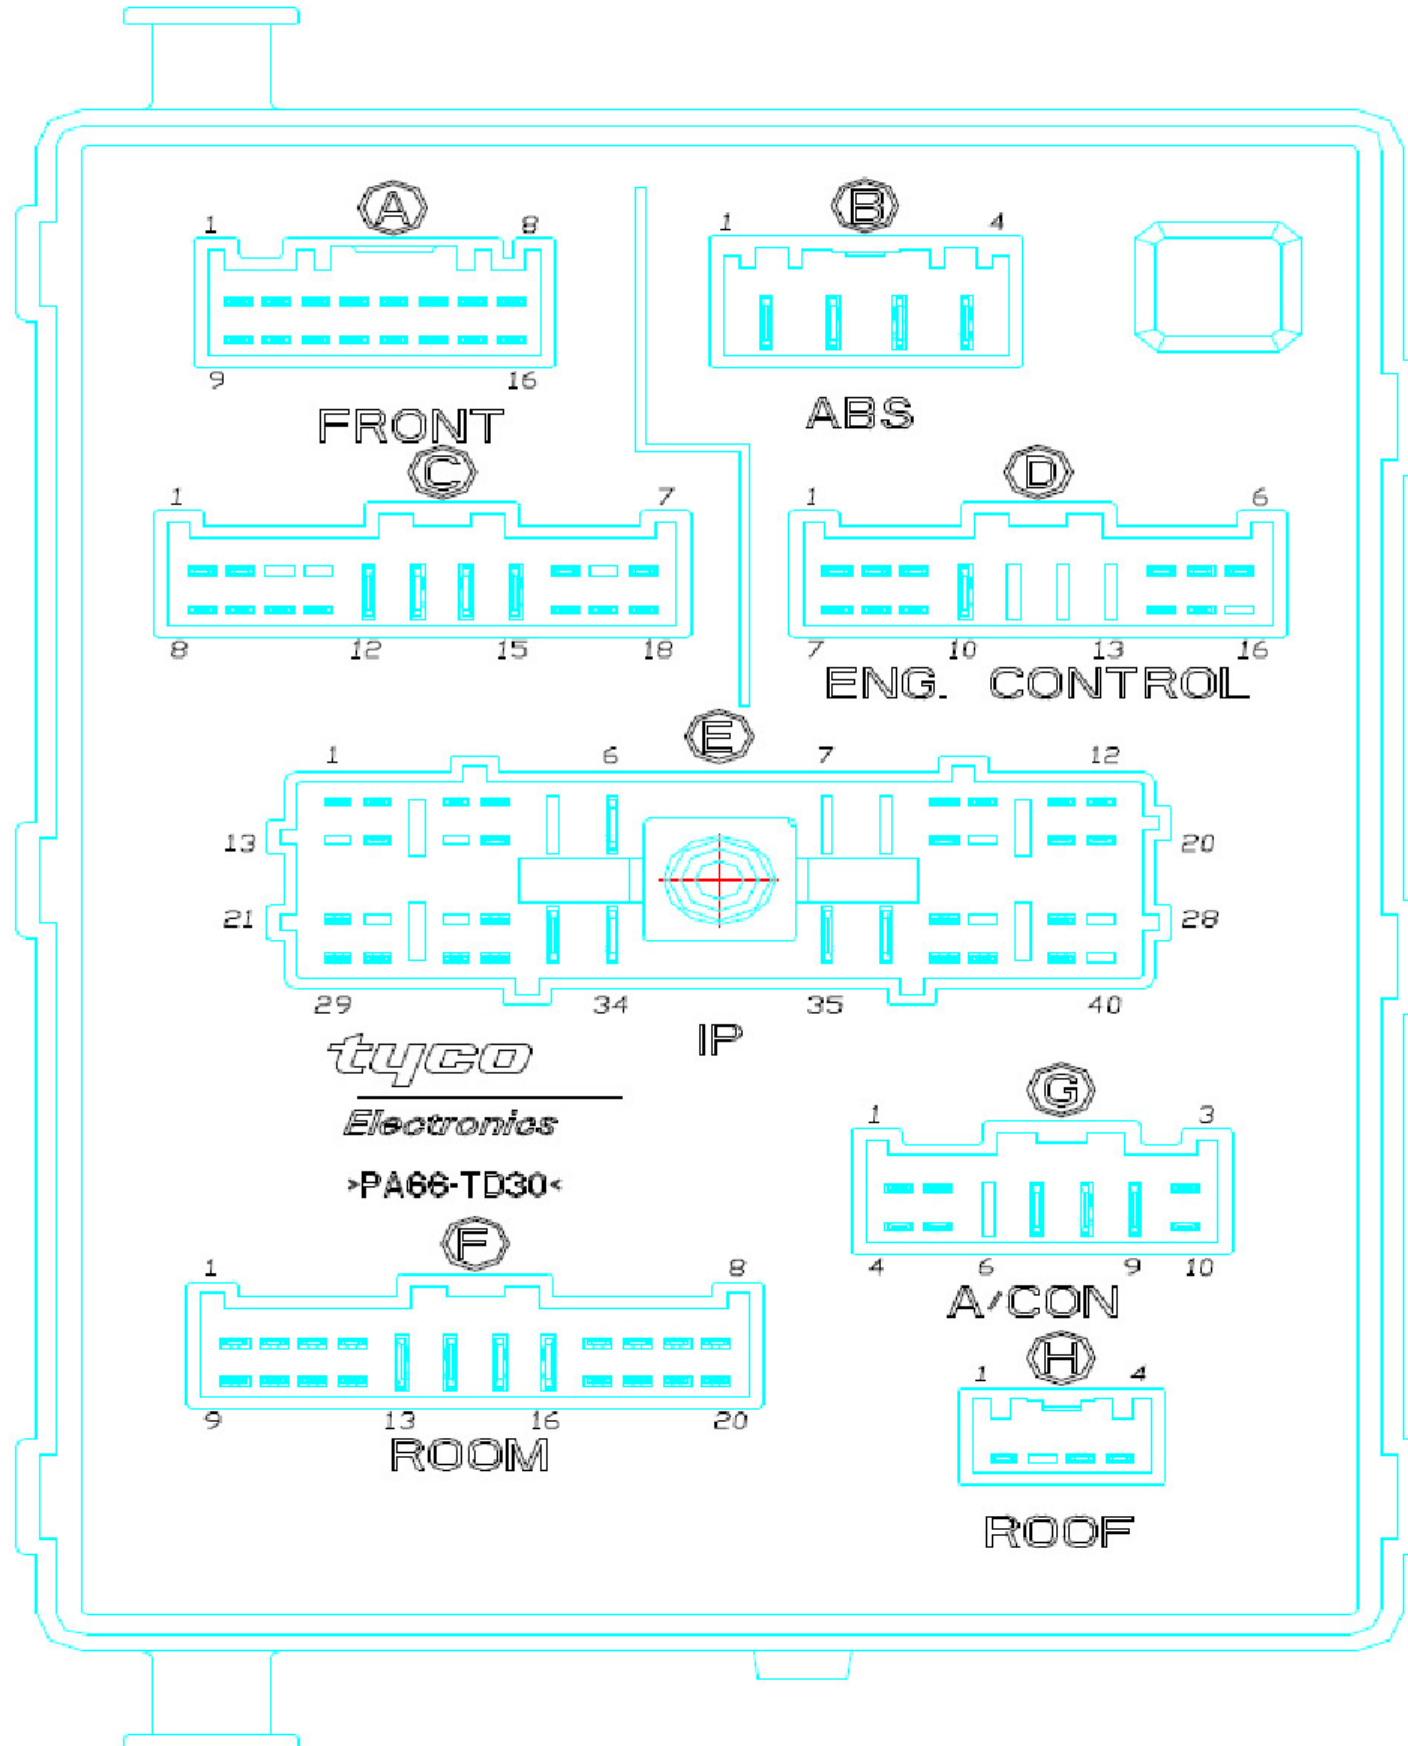 A B
1 8 1 4
9 16
FRONT ABS
C D
1 7 1 6
8 12 15 18 7 10 13 16
ENG. CONTROL
E
1 6 7 12
13 20
21 28
29 34 35 40
IP
tyco
Electronics
>PA66-TD30<
G
1 3
4 6 9 10
A/CON
F
1 8
9 13 16 20
ROOM
H
1 4
ROOF